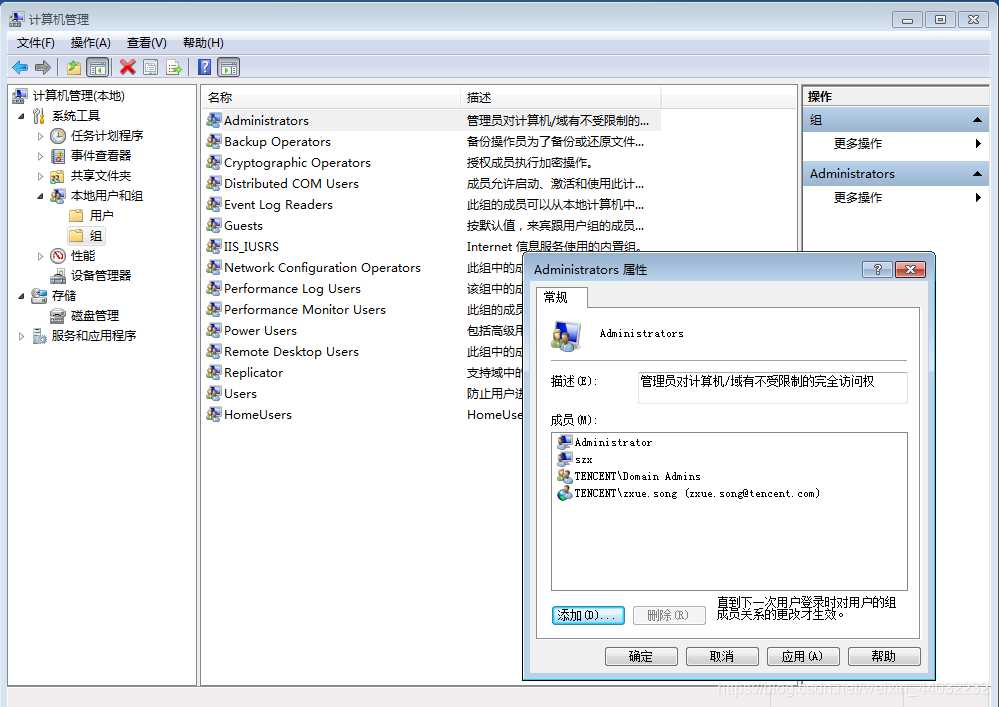 计算机管理
文件(F) 操作(A) 查看(V) 帮助(H)
计算机管理(本地)
系统工具
任务计划程序
事件查看器
共享文件夹
本地用户和组
用户
组
性能
设备管理器
存储
磁盘管理
服务和应用程序
名称 描述
Administrators 管理员对计算机/域有不受限制的...
Backup Operators 备份操作员为了备份或还原文件...
Cryptographic Operators 授权成员执行加密操作。
Distributed COM Users 成员允许启动、激活和使用此计...
Event Log Readers 此组的成员可以从本地计算机中...
Guests 按默认值，来宾跟用户组的成员...
IIS_IUSRS Internet 信息服务使用的内置组。
Network Configuration Operators 此组中的成
Performance Log Users 该组中的成
Performance Monitor Users 此组的成员
Power Users 包括高级用
Remote Desktop Users 此组中的成
Replicator 支持域中的
Users 防止用户进
HomeUsers HomeUse
操作
组
更多操作
Administrators
更多操作
Administrators 属性
?
常规
Administrators
描述(E): 管理员对计算机/域有不受限制的完全访问权
成员(M):
Administrator
szx
TENCENT\Domain Admins
TENCENT\zxue.song (zxue.song@tencent.com)
添加(D)... 删除(R) 直到下一次用户登录时对用户的组
成员关系的更改才生效。
确定 取消 应用(A) 帮助
https://blog.csdn.net/weixin_44032232